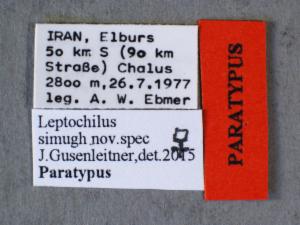 IRAN, Elburs
50 km S (90 km
Straße) Chalus
2800 m, 26.7.1977
leg. A. W. Ebmer
Leptochilus
simugh nov.spec ♀
J.Gusenleitner,det.2015
Paratypus
PARATYPUS